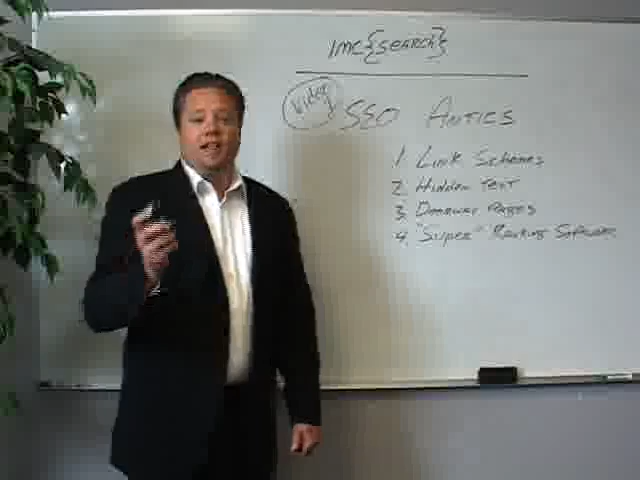 IMC{SEARCH}
Video
SEO ANTICS
1. Link Schemes
2. Hidden Text
3. Doorway Pages
4. "Super" Ranking Software